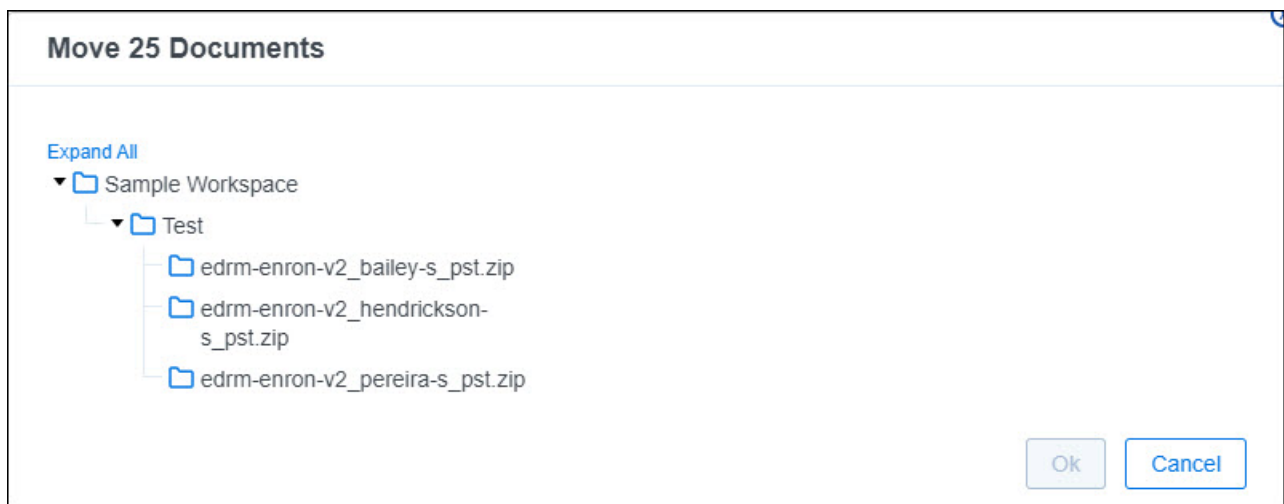 Move 25 Documents
Expand All
Sample Workspace
Test
edrm-enron-v2_bailey-s_pst.zip
edrm-enron-v2_hendrickson-
s_pst.zip
edrm-enron-v2_pereira-s_pst.zip
Ok
Cancel